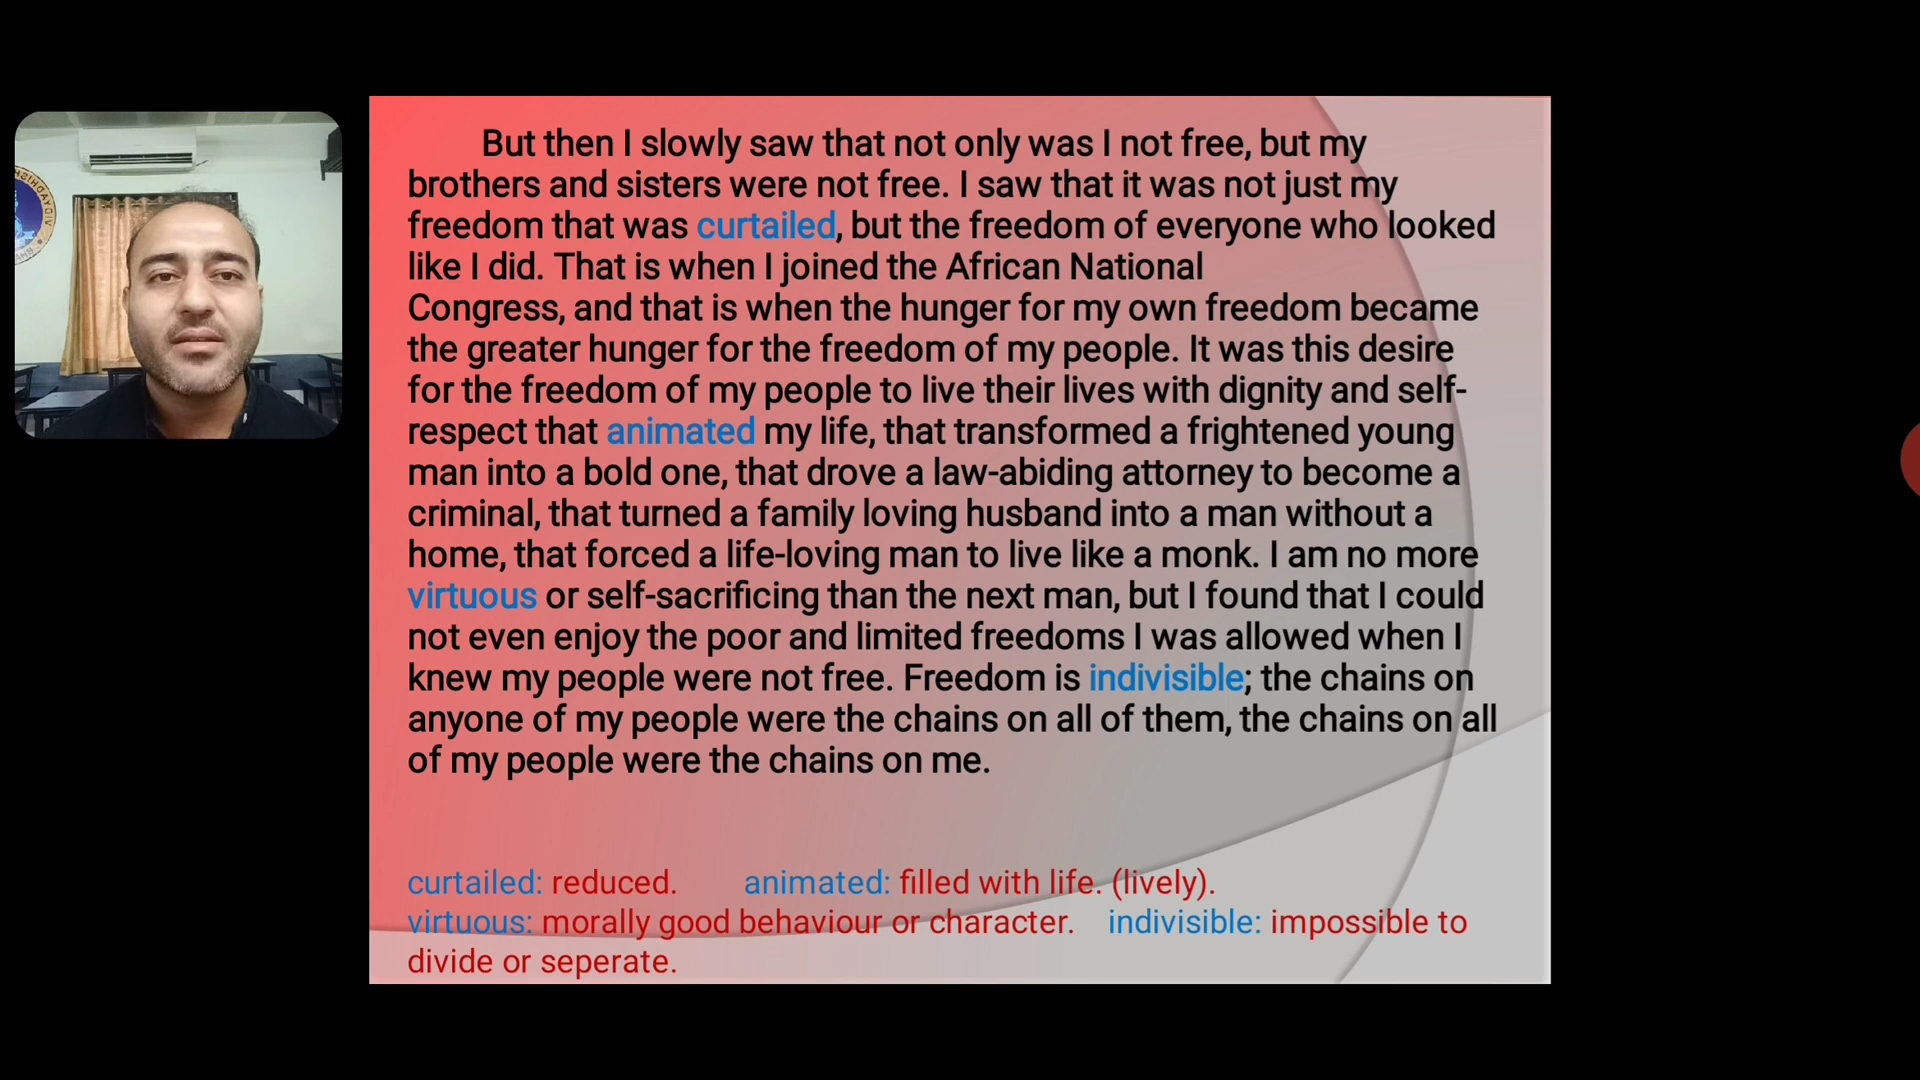 But then I slowly saw that not only was I not free, but my
brothers and sisters were not free. I saw that it was not just my
freedom that was curtailed, but the freedom of everyone who looked
like I did. That is when I joined the African National
Congress, and that is when the hunger for my own freedom became
the greater hunger for the freedom of my people. It was this desire
for the freedom of my people to live their lives with dignity and self-
respect that animated my life, that transformed a frightened young
man into a bold one, that drove a law-abiding attorney to become a
criminal, that turned a family loving husband into a man without a
home, that forced a life-loving man to live like a monk. I am no more
virtuous or self-sacrificing than the next man, but I found that I could
not even enjoy the poor and limited freedoms I was allowed when I
knew my people were not free. Freedom is indivisible; the chains on
anyone of my people were the chains on all of them, the chains on all
of my people were the chains on me.
curtailed: reduced. animated: filled with life. (lively).
virtuous: morally good behaviour or character. indivisible: impossible to
divide or seperate.